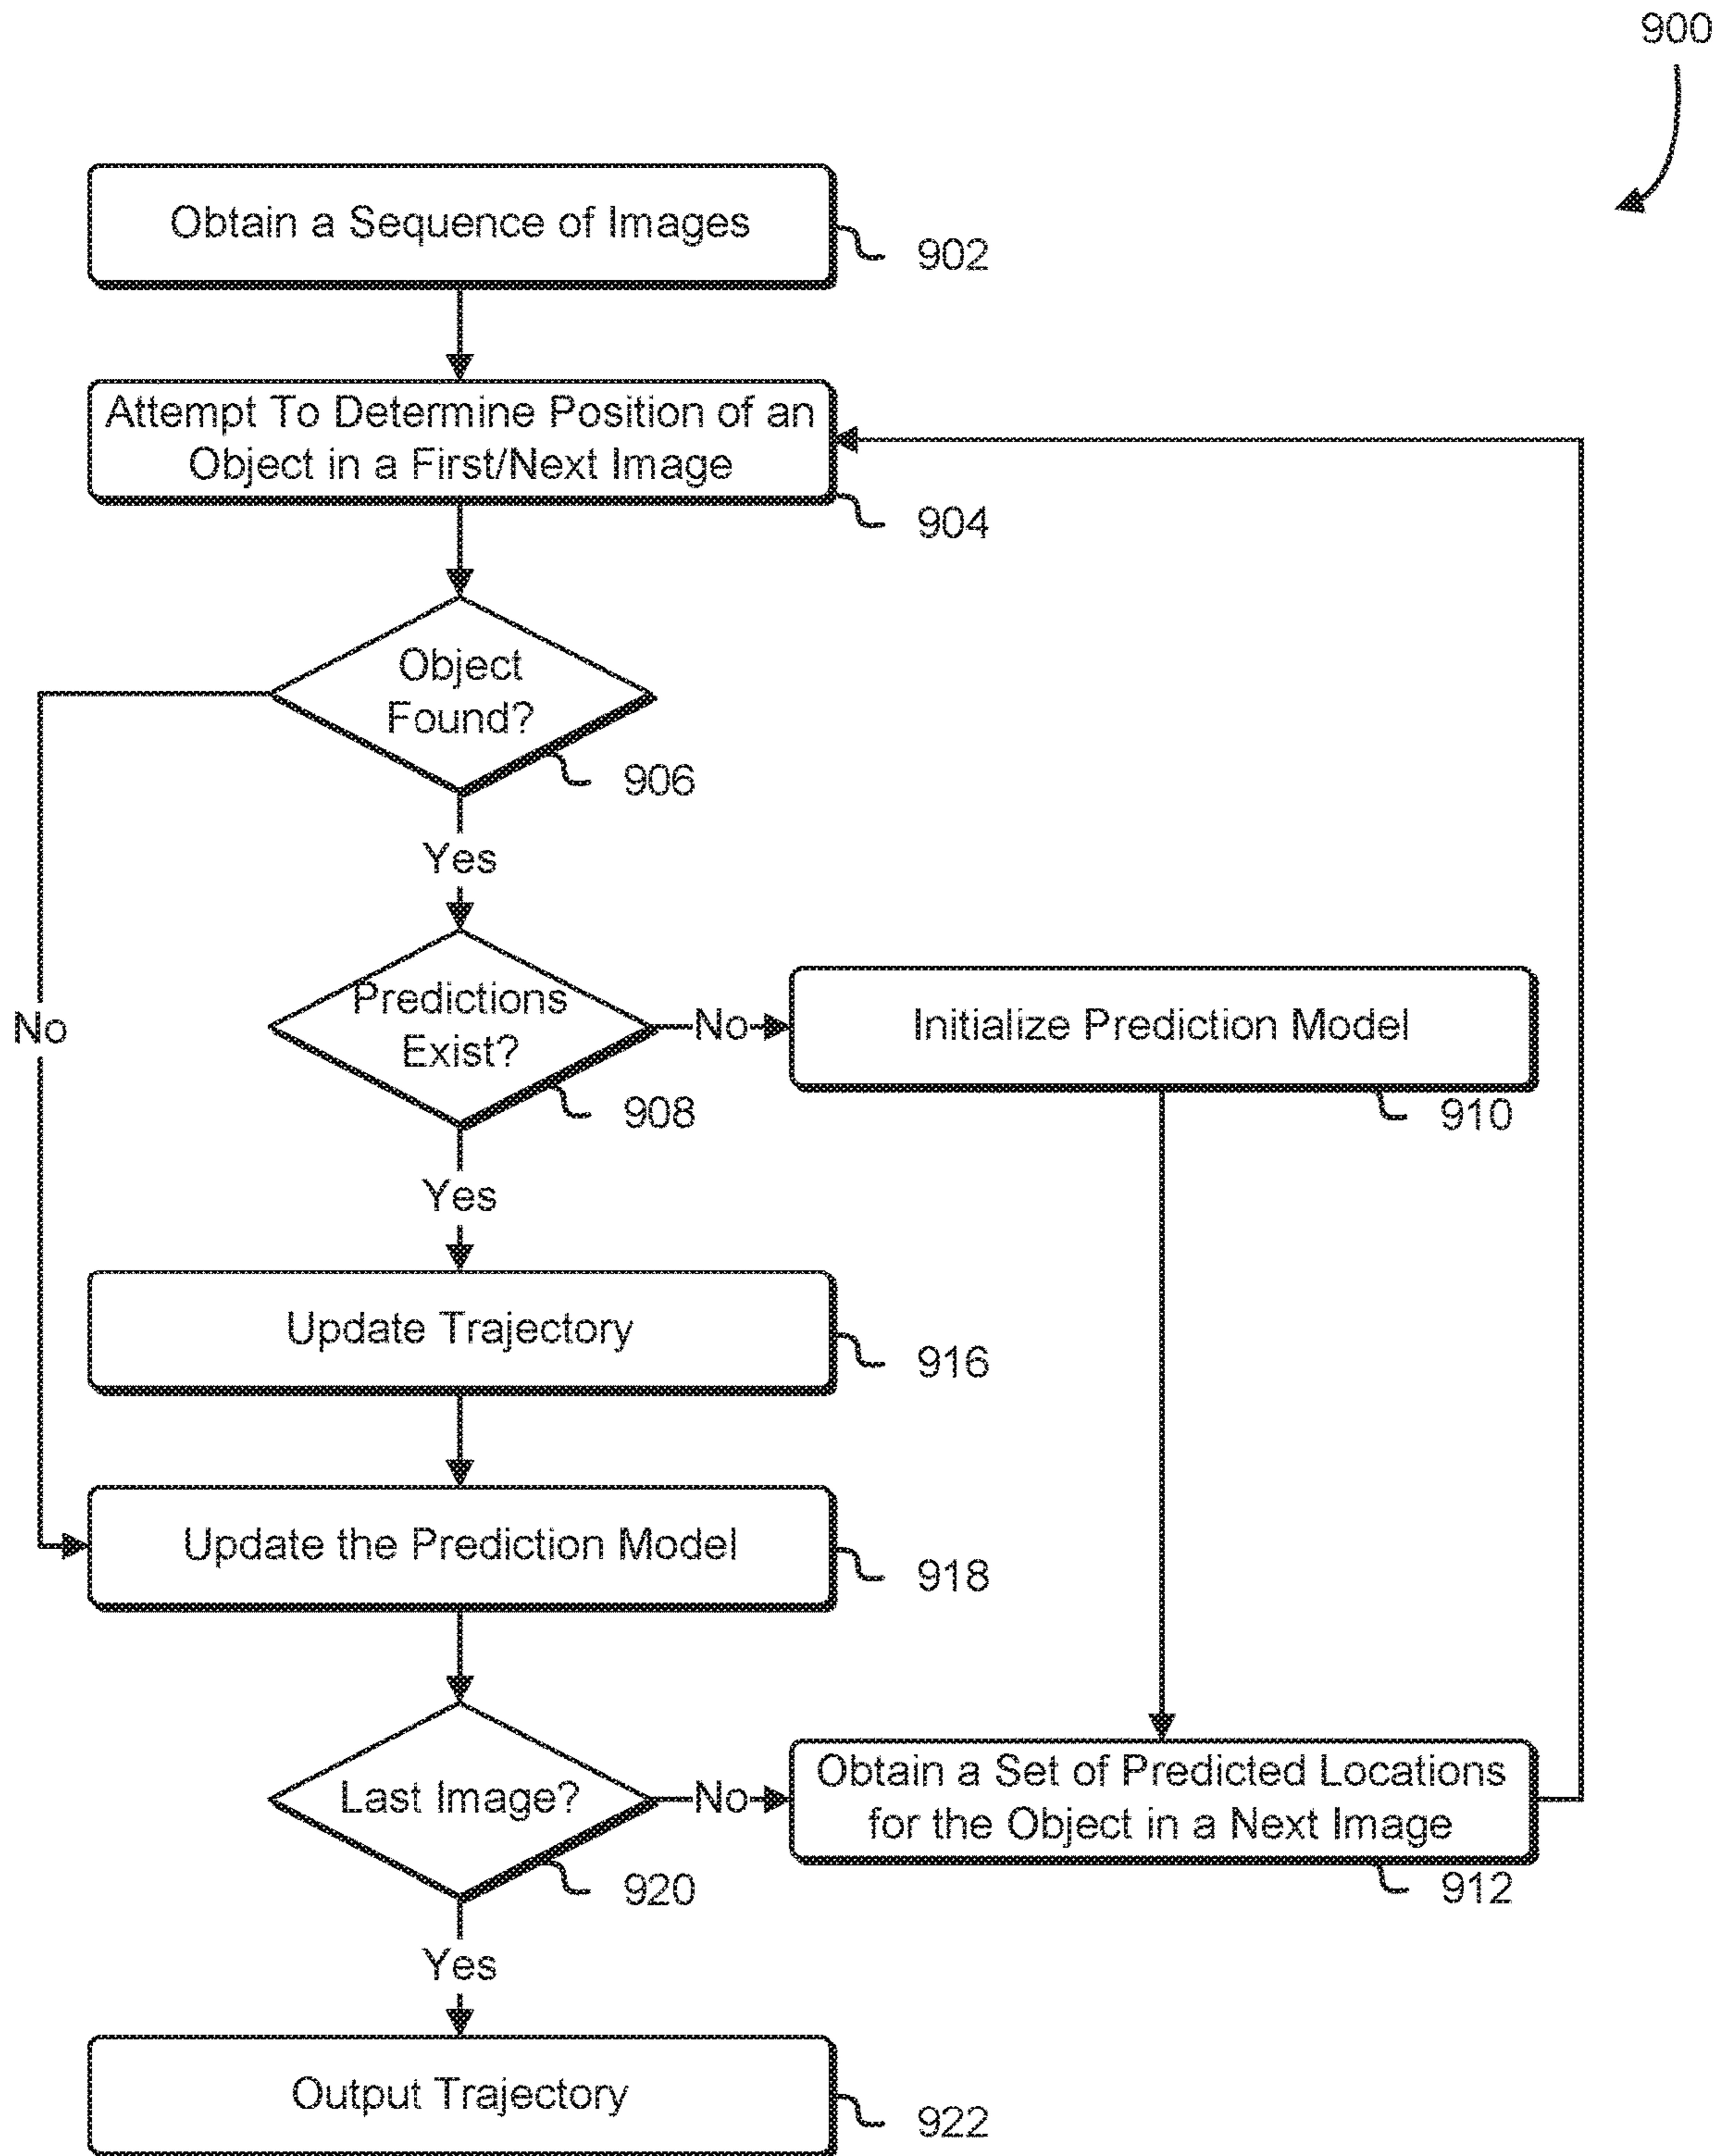 900
Obtain a Sequence of Images
902
Attempt To Determine Position of an
Object in a First/Next Image
904
Object
Found?
906
Yes
No
Predictions
Exist?
908
No
Initialize Prediction Model
910
Yes
Update Trajectory
916
Update the Prediction Model
918
Last Image?
920
No
Obtain a Set of Predicted Locations
for the Object in a Next Image
912
Yes
Output Trajectory
922